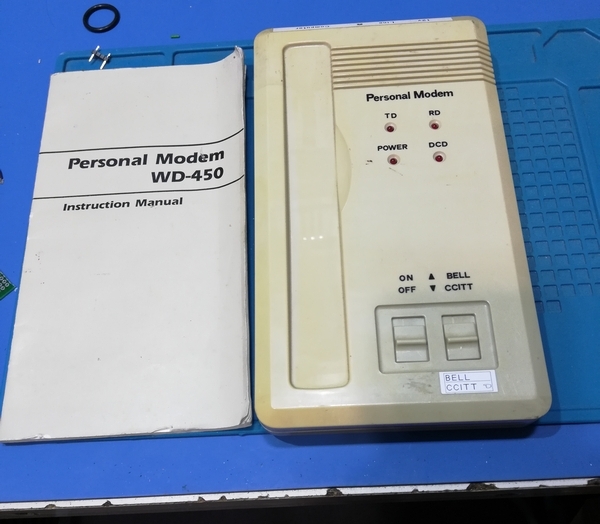 Personal Modem
WD-450
Instruction Manual
Personal Modem
TD RD
POWER DCD
ON ▲ BELL
OFF ▼ CCITT
BELL
CCITT